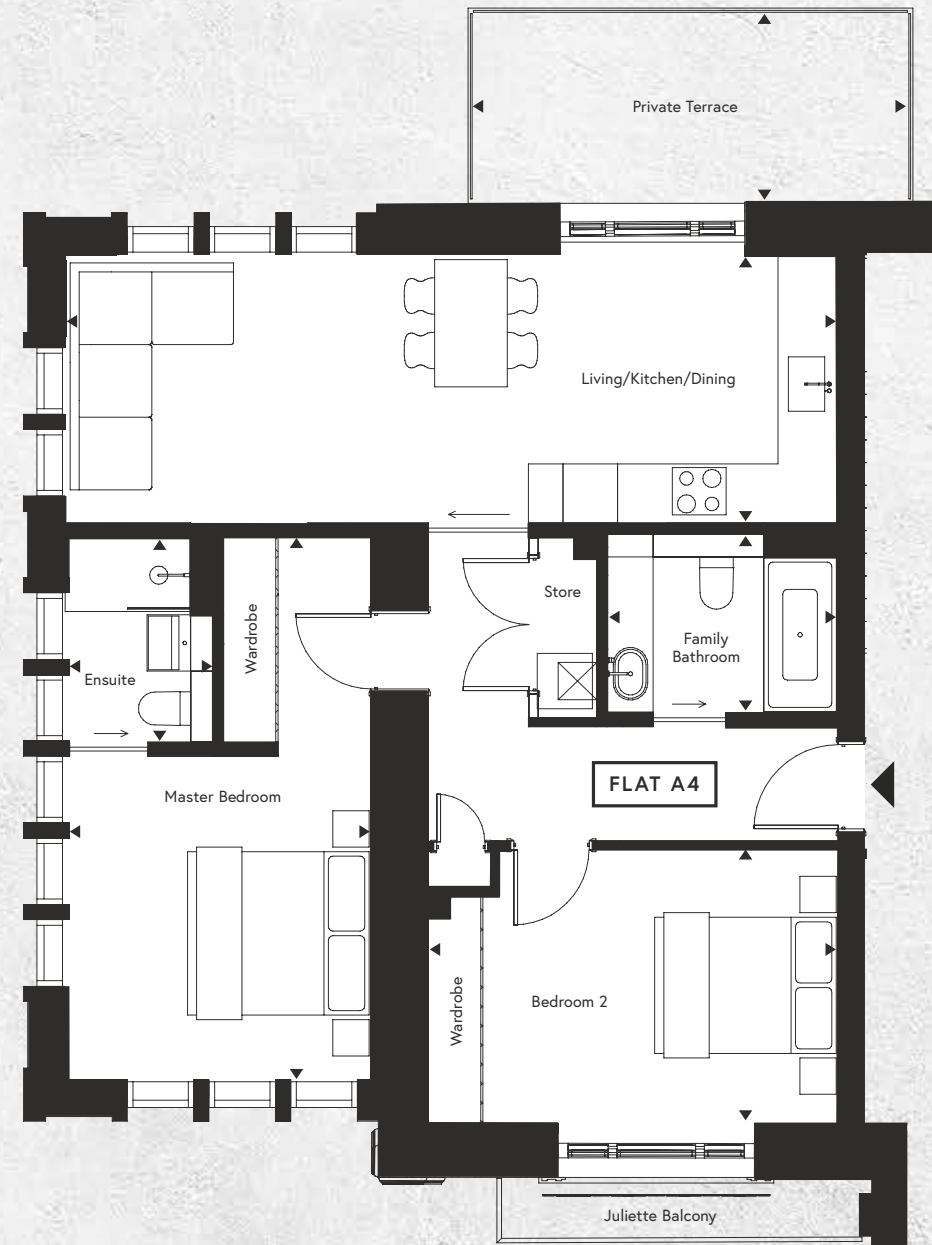 Private Terrace
Living/Kitchen/Dining
Store
Wardrobe
Family
Bathroom
Ensuite
FLAT A4
Master Bedroom
Wardrobe
Bedroom 2
Juliette Balcony